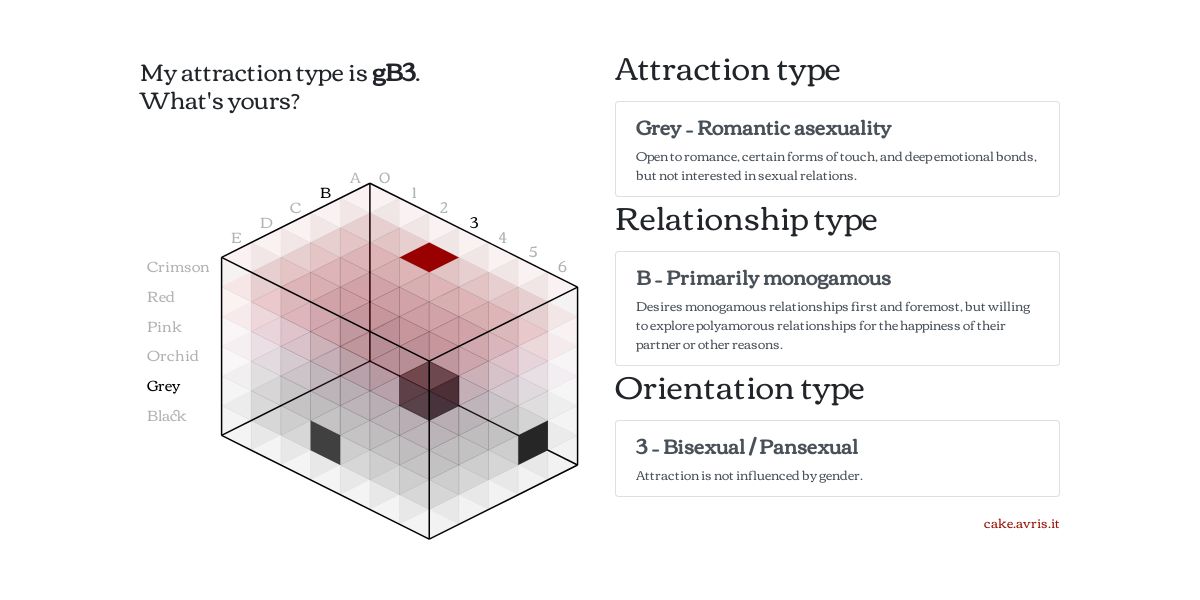 My attraction type is gB3.
What's yours?
A O
B 1
C 2
D 3
E 4
5
6
Crimson
Red
Pink
Orchid
Grey
Black
Attraction type
Grey – Romantic asexuality
Open to romance, certain forms of touch, and deep emotional bonds,
but not interested in sexual relations.
Relationship type
B – Primarily monogamous
Desires monogamous relationships first and foremost, but willing
to explore polyamorous relationships for the happiness of their
partner or other reasons.
Orientation type
3 – Bisexual / Pansexual
Attraction is not influenced by gender.
cake.avris.it